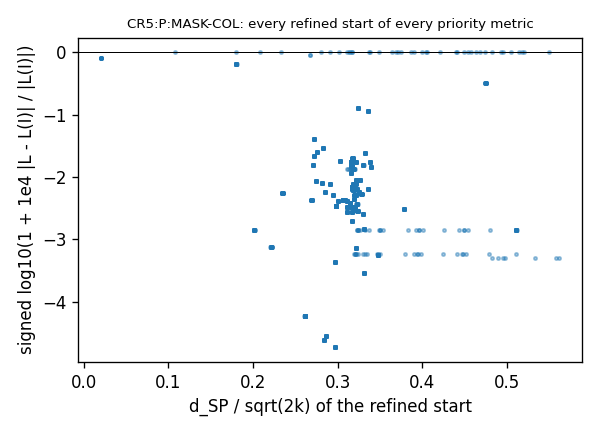 CR5:P:MASK-COL: every refined start of every priority metric
signed log10(1 + 1e4 |L - L(I)| / |L(I)|)
0
−1
−2
−3
−4
0.0 0.1 0.2 0.3 0.4 0.5
d_SP / sqrt(2k) of the refined start